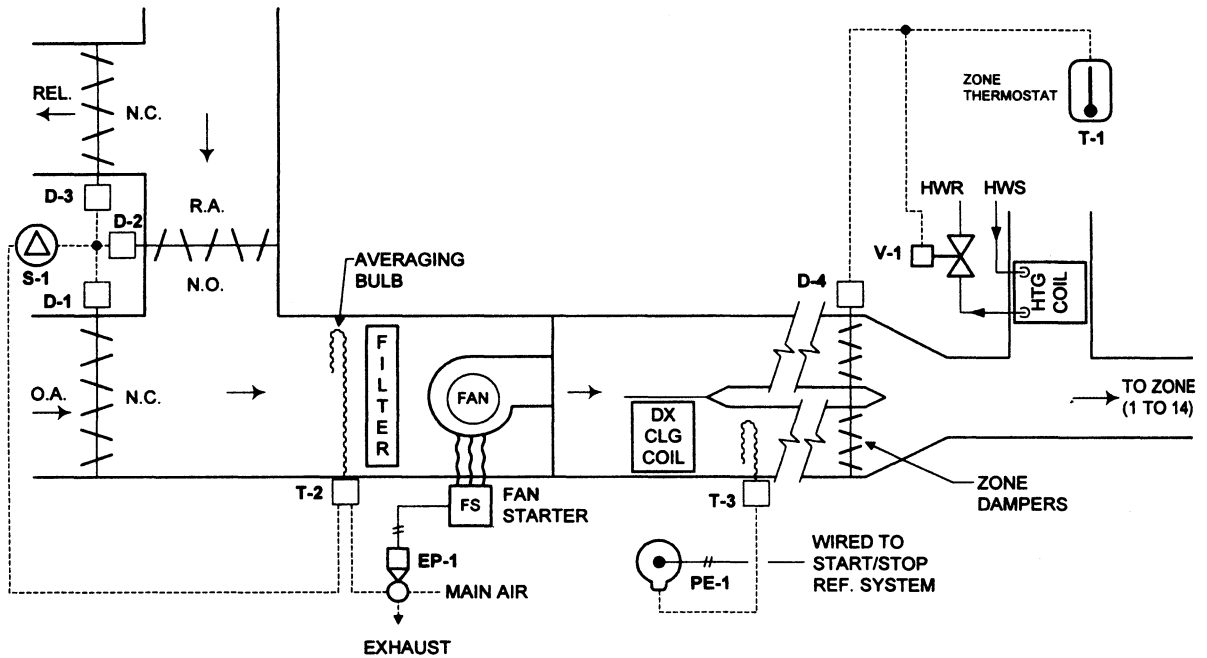 REL.
N.C.
D-3
R.A.
D-2
S-1
N.O.
D-1
O.A.
N.C.
AVERAGING
BULB
F
I
L
T
E
R
FAN
T-2
FS
FAN
STARTER
EP-1
MAIN AIR
EXHAUST
DX
CLG
COIL
T-3
PE-1
WIRED TO
START/STOP
REF. SYSTEM
D-4
ZONE
DAMPERS
ZONE
THERMOSTAT
T-1
HWR
HWS
V-1
HTG
COIL
TO ZONE
(1 TO 14)